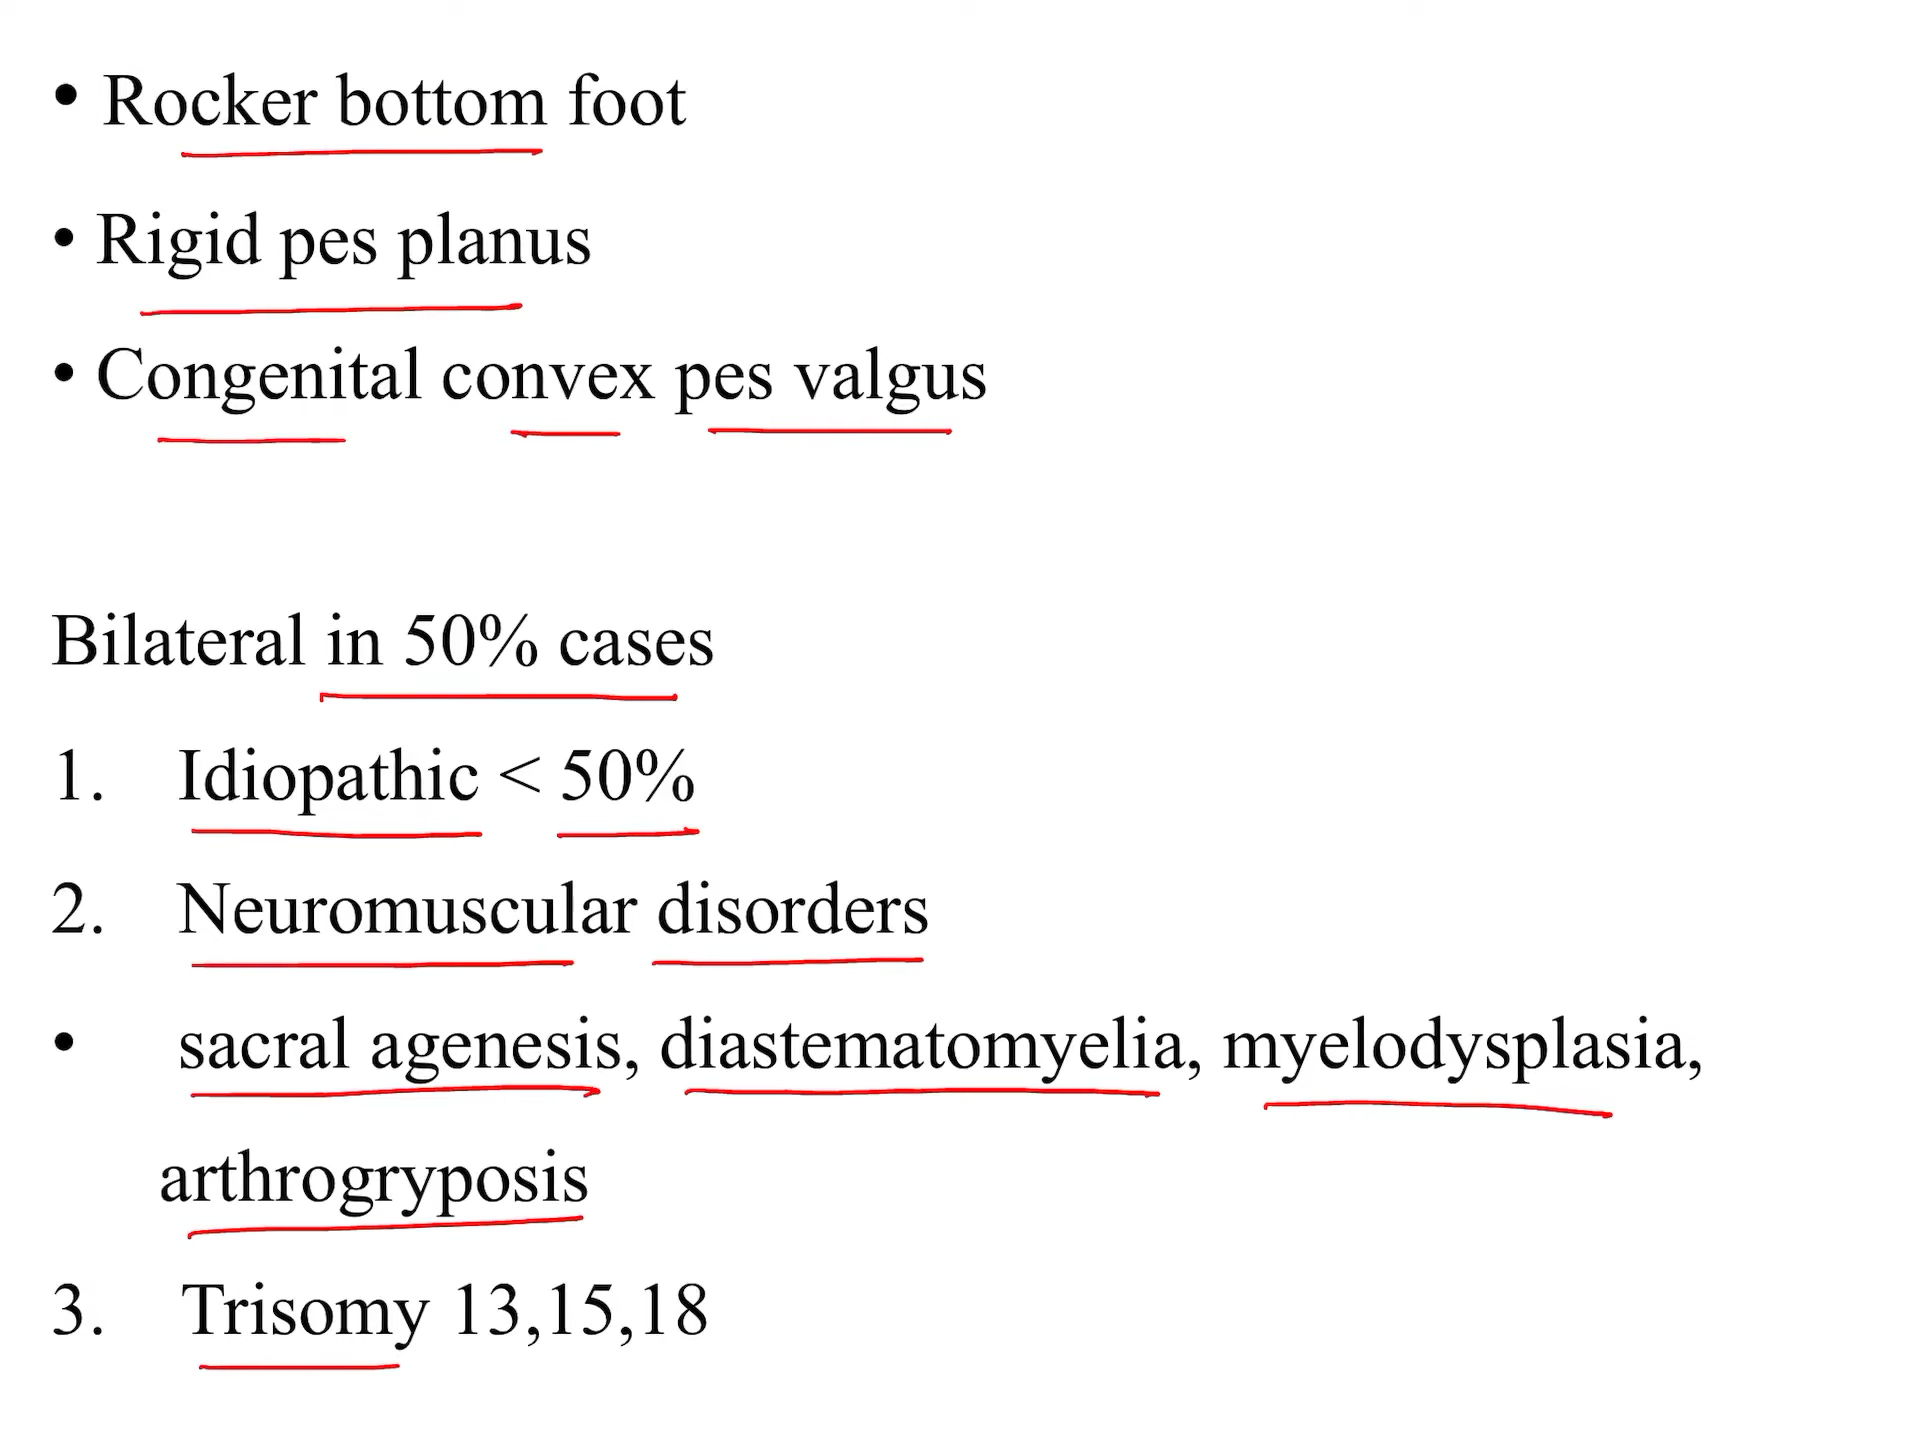 • Rocker bottom foot
• Rigid pes planus
• Congenital convex pes valgus
Bilateral in 50% cases
1. Idiopathic < 50%
2. Neuromuscular disorders
• sacral agenesis, diastematomyelia, myelodysplasia,
arthrogryposis
3. Trisomy 13,15,18